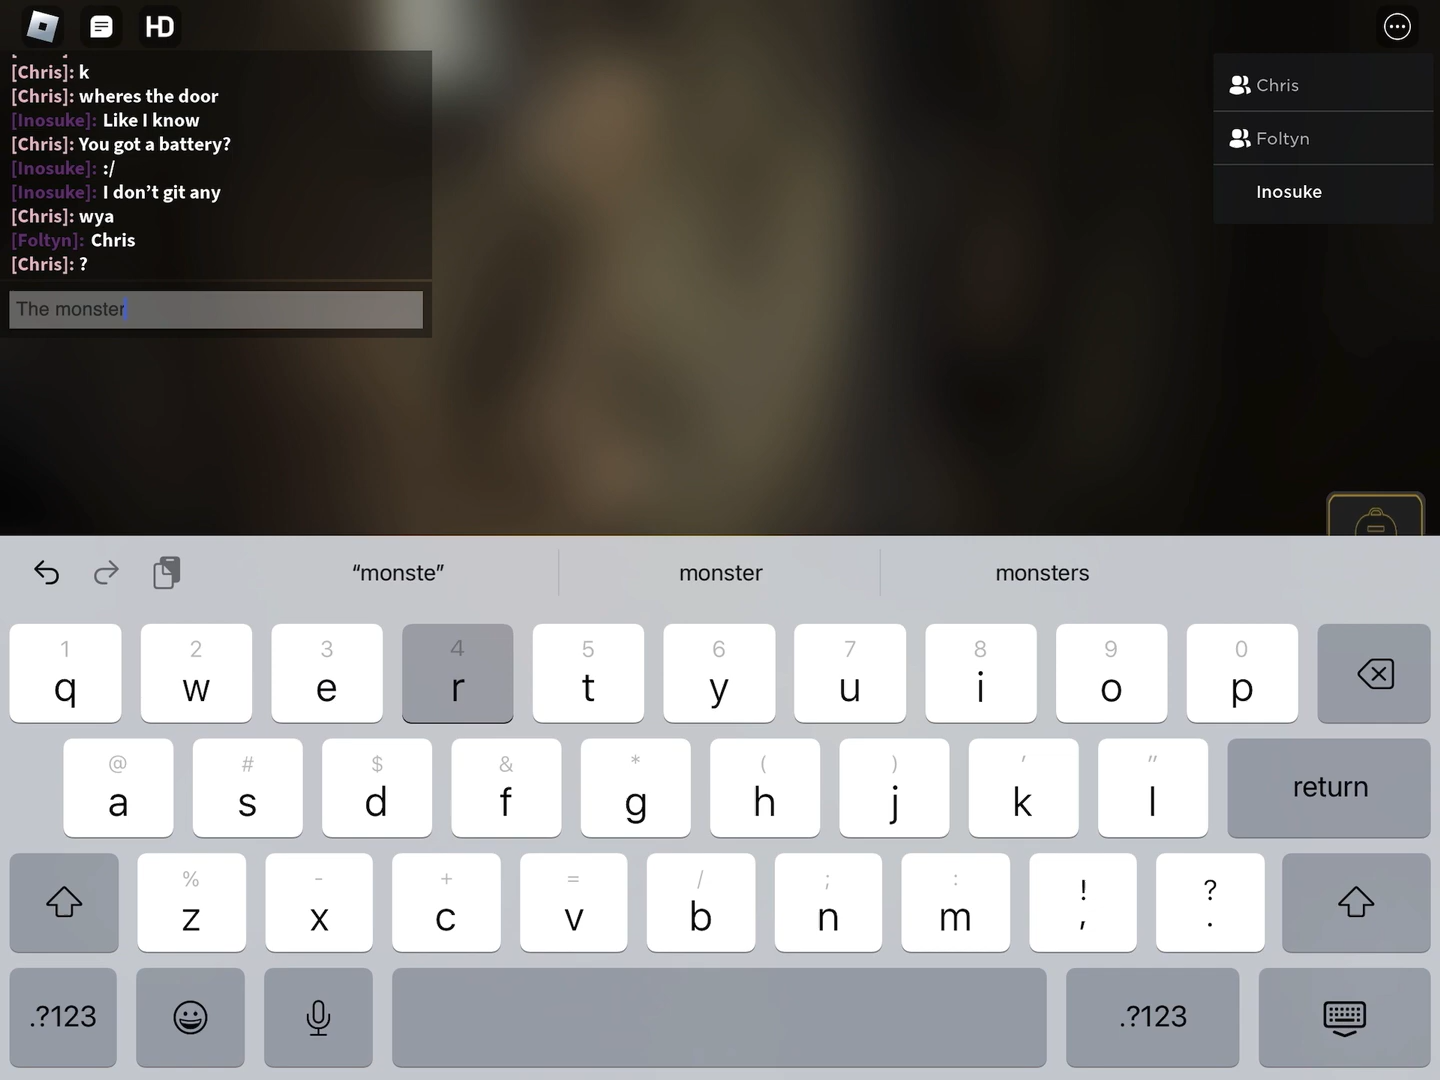 HD
[Chris]: k
[Chris]: wheres the door
[Inosuke]: Like I know
[Chris]: You got a battery?
[Inosuke]: :/
[Inosuke]: I don’t git any
[Chris]: wya
[Foltyn]: Chris
[Chris]: ?
The monster
Chris
Foltyn
Inosuke
“monste” monster monsters
1 2 3 4 5 6 7 8 9 0
q w e r t y u i o p
@ # $ & * ( ) ' "
a s d f g h j k l return
% - + = / ; : ! ?
z x c v b n m , .
.?123 .?123